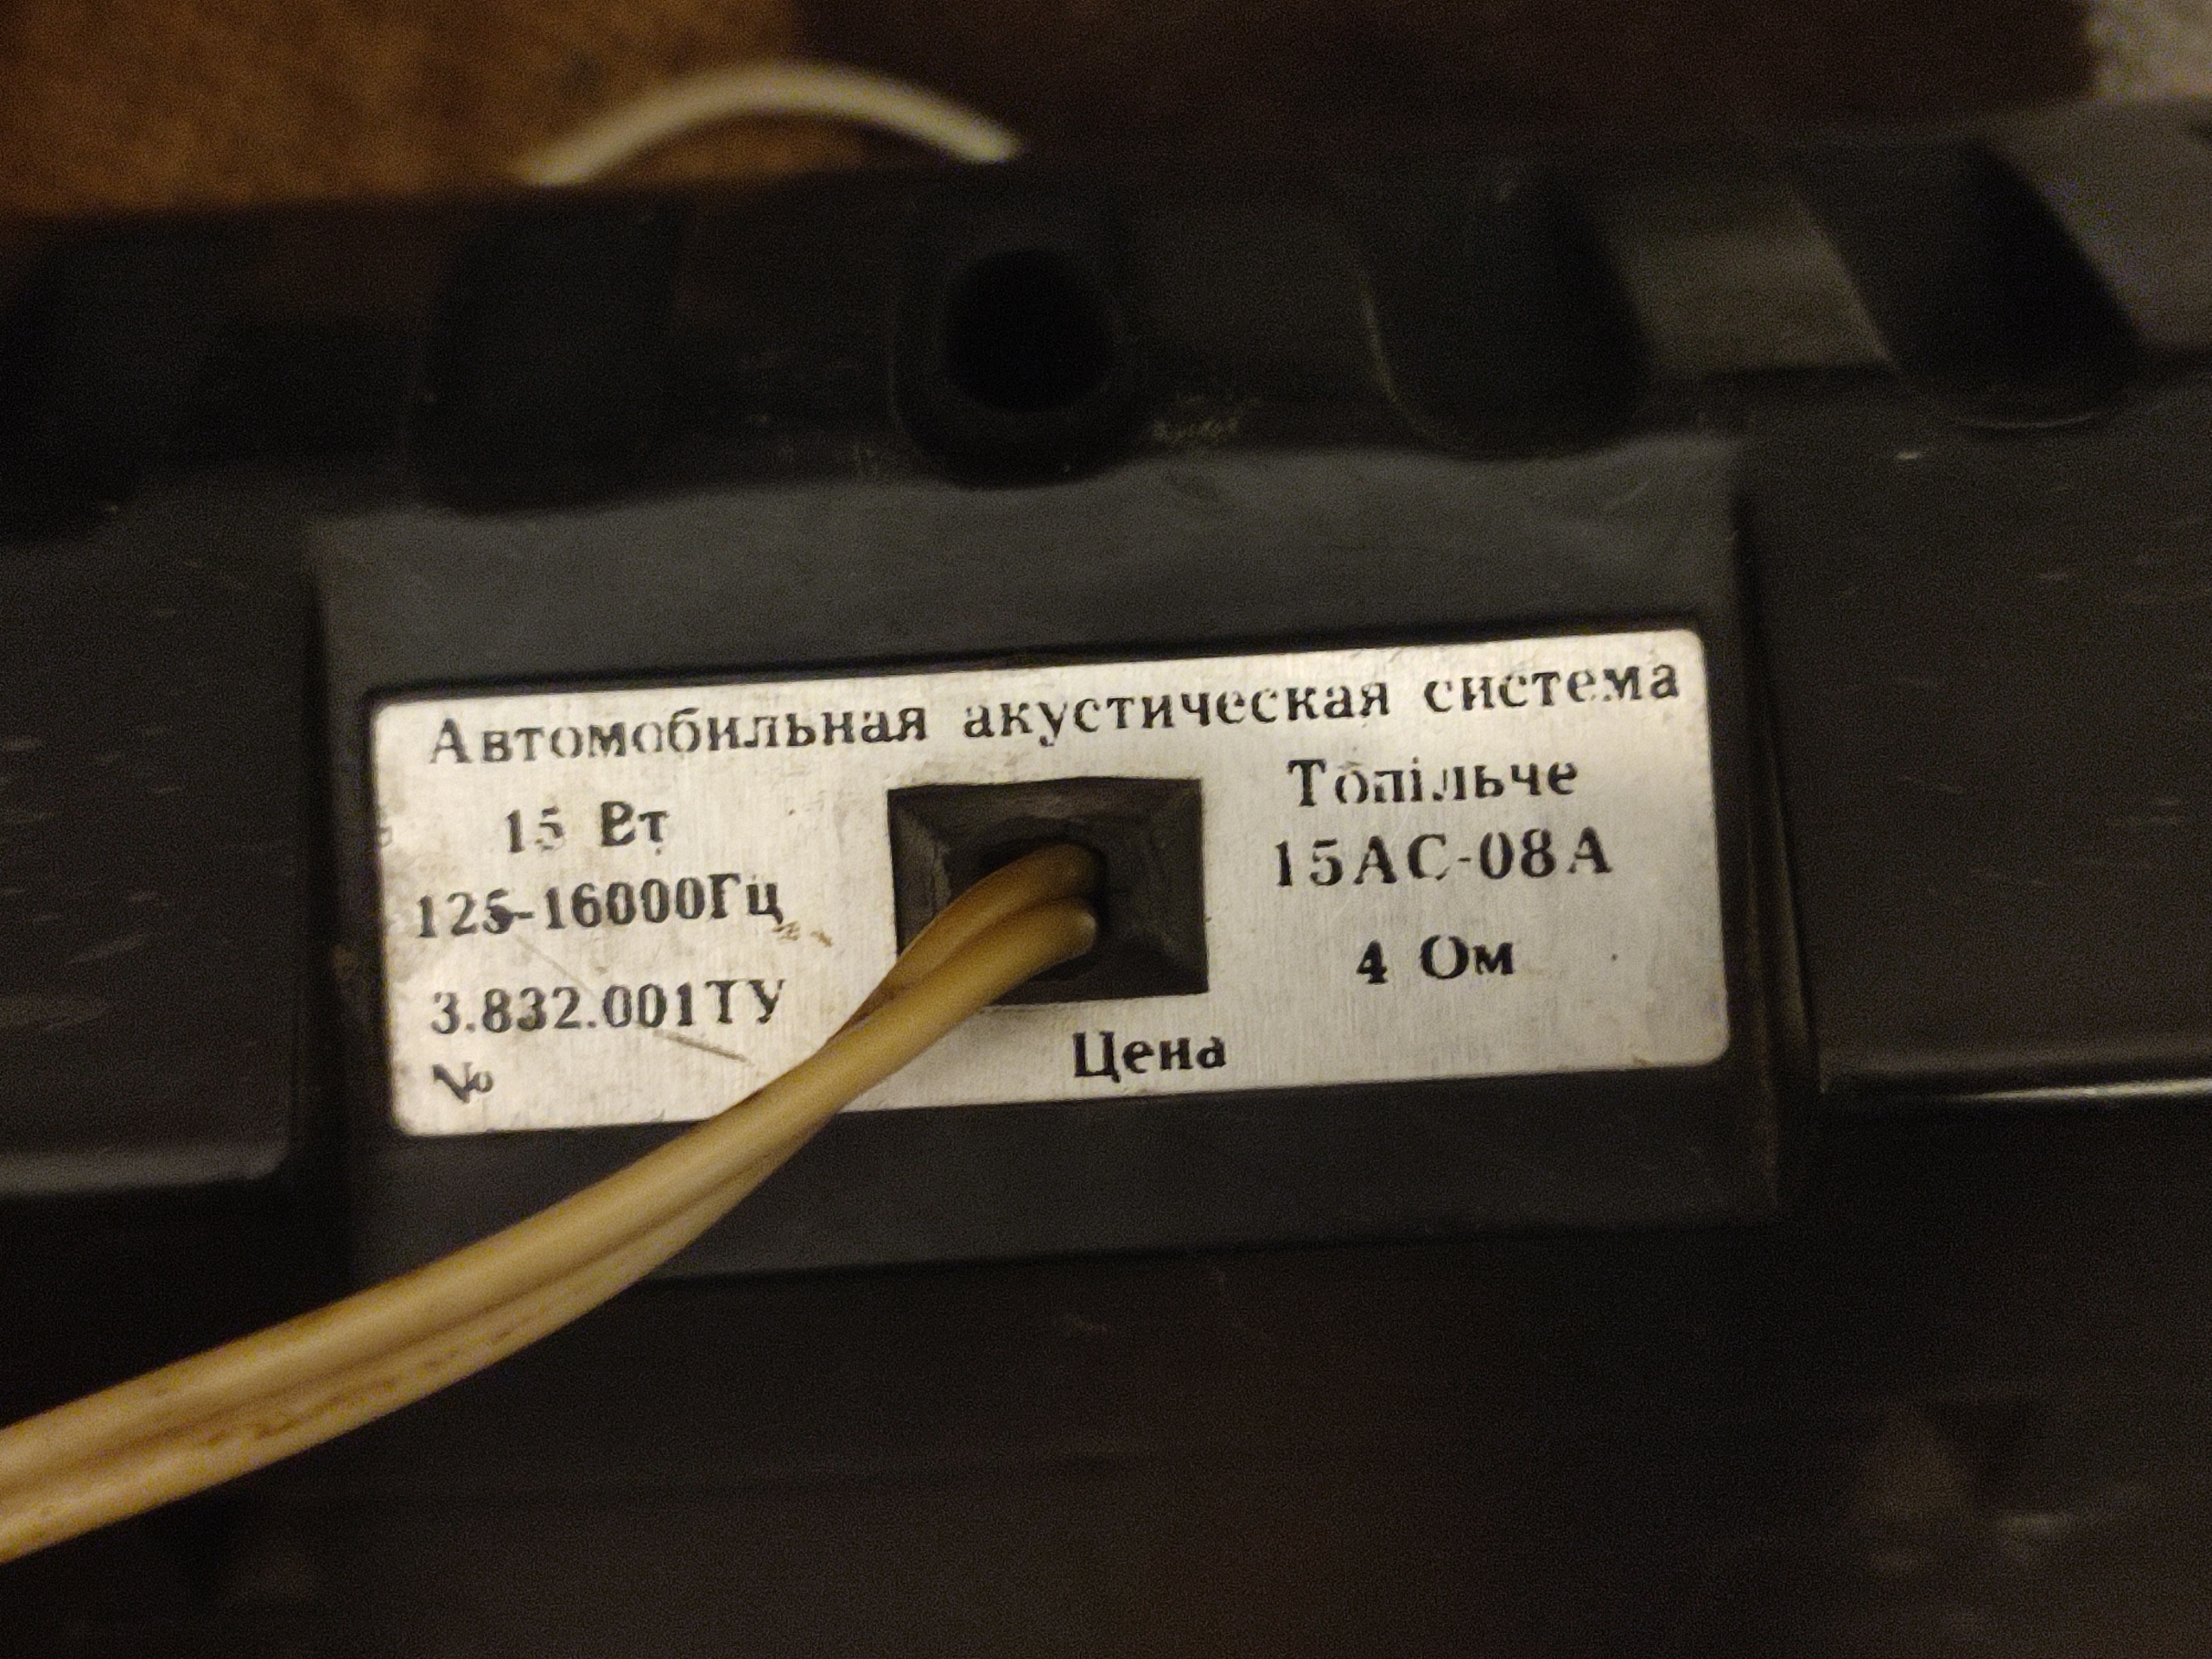 Автомобильная акустическая система
15 Вт
125-16000Гц
3.832.001ТУ
№
Топільче
15АС-08А
4 Ом
Цена